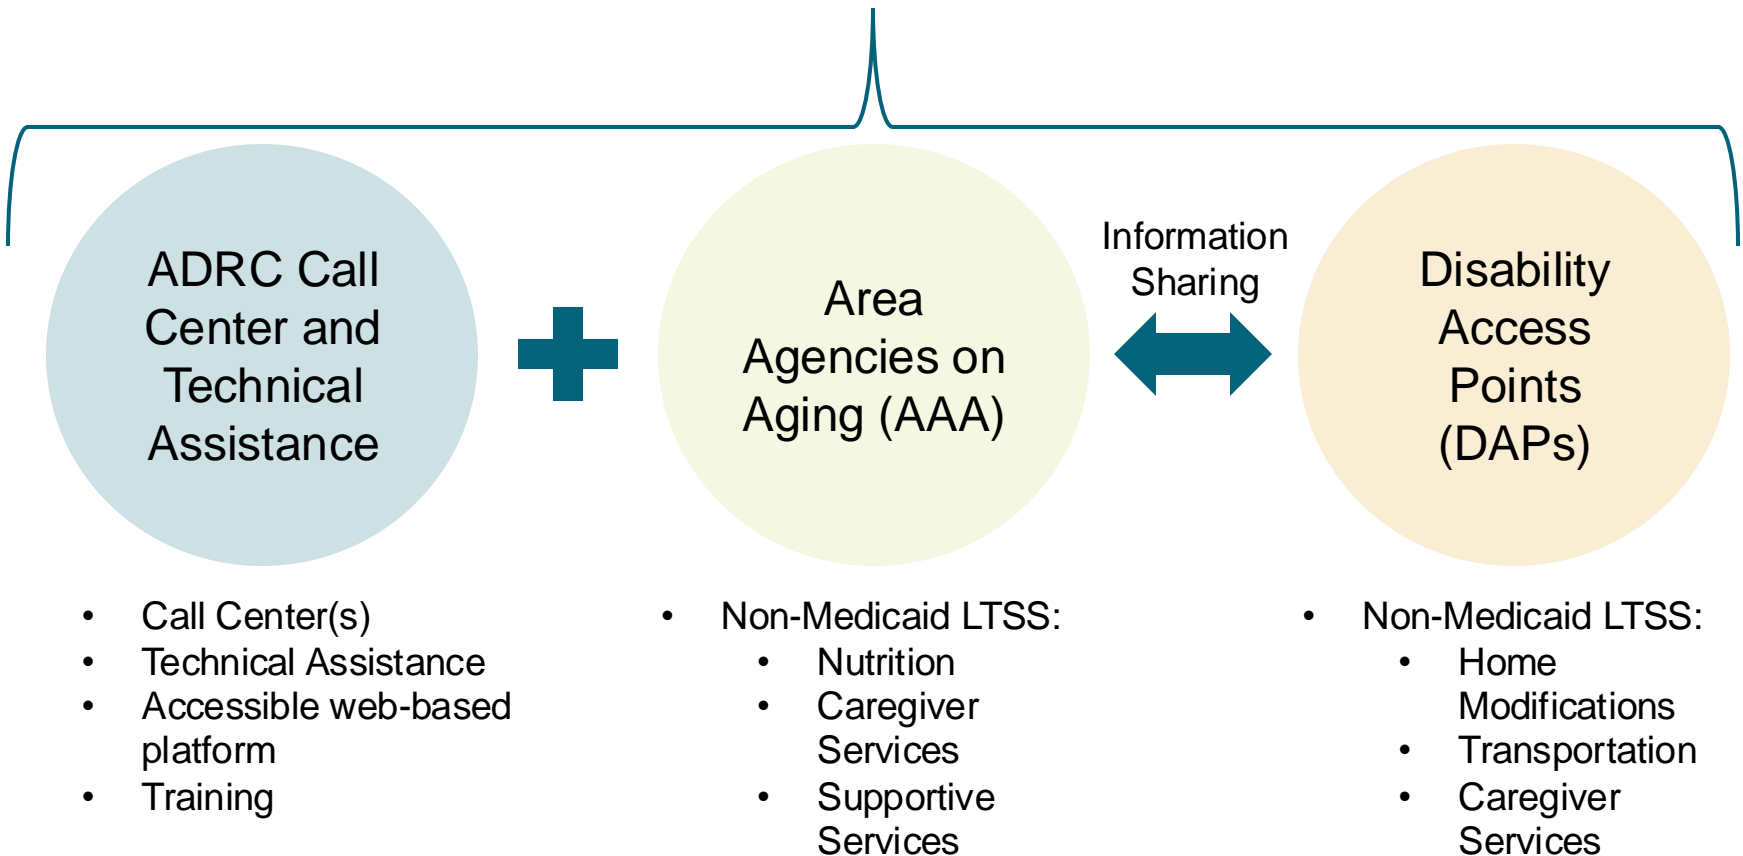 ADRC Call
Center and
Technical
Assistance
Area
Agencies on
Aging (AAA)
Information
Sharing
Disability
Access
Points
(DAPs)
• Call Center(s)
• Technical Assistance
• Accessible web-based
platform
• Training
• Non-Medicaid LTSS:
• Nutrition
• Caregiver
Services
• Supportive
Services
• Non-Medicaid LTSS:
• Home
Modifications
• Transportation
• Caregiver
Services